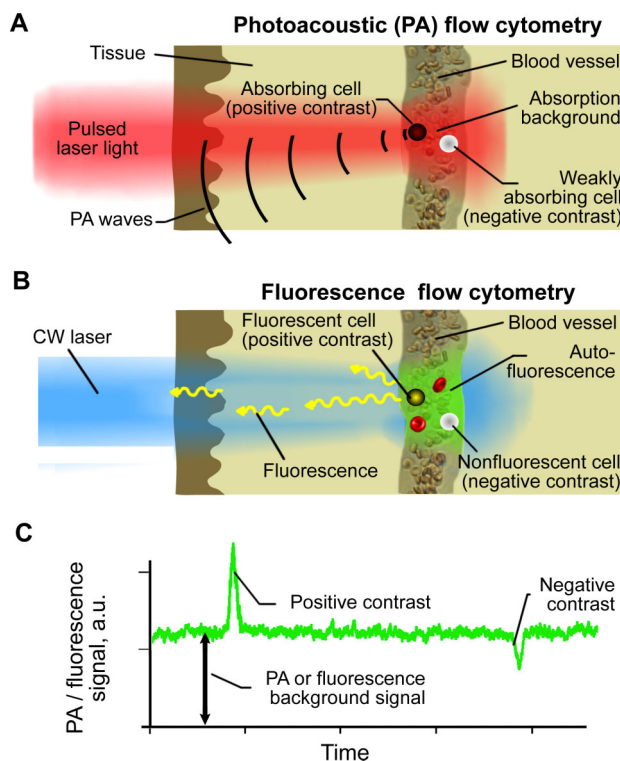 A
Photoacoustic (PA) flow cytometry
Tissue
Blood vessel
Absorbing cell
(positive contrast)
Absorption
background
Pulsed
laser light
Weakly
absorbing cell
(negative contrast)
PA waves
B
Fluorescence flow cytometry
CW laser
Fluorescent cell
(positive contrast)
Blood vessel
Auto-
fluorescence
Fluorescence
Nonfluorescent cell
(negative contrast)
C
PA / fluorescence
signal, a.u.
Positive contrast
Negative
contrast
PA or fluorescence
background signal
Time